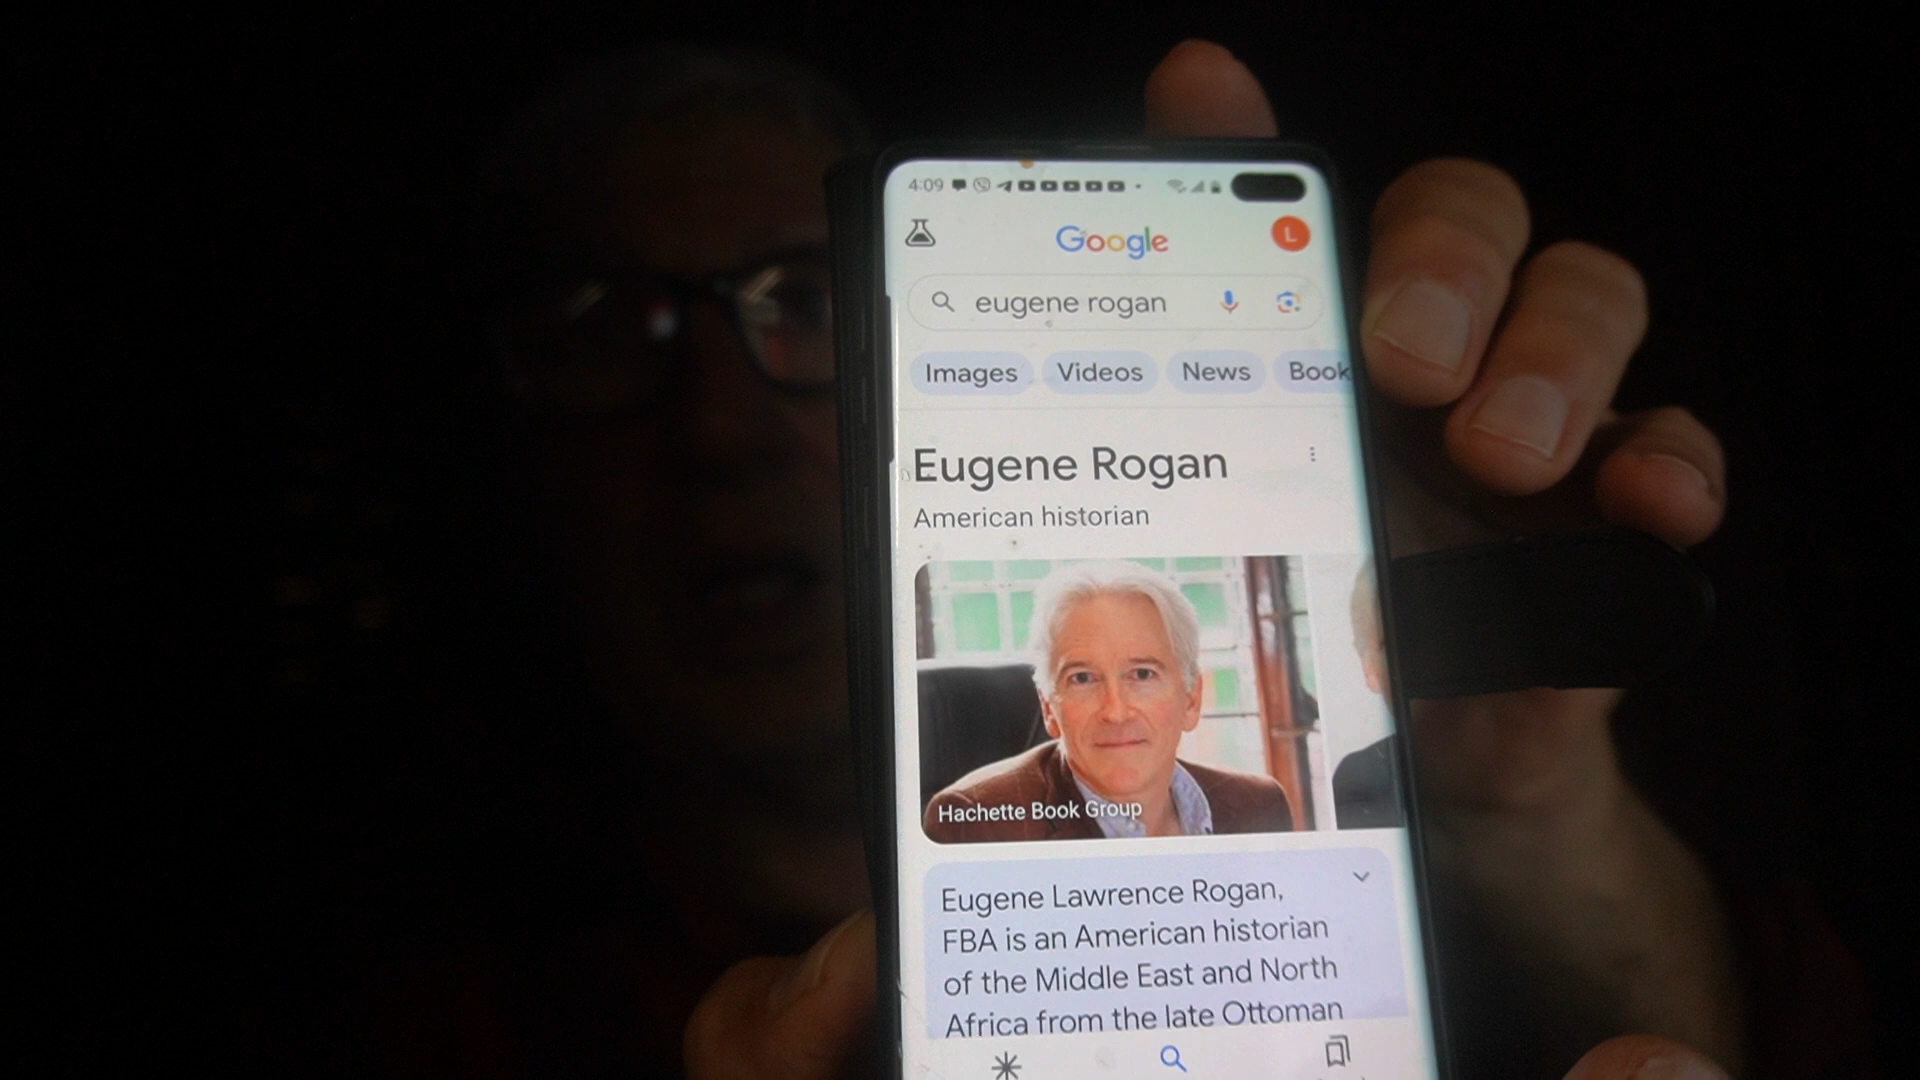 4:09
Google
L
eugene rogan
Images Videos News Book
Eugene Rogan
American historian
Hachette Book Group
Eugene Lawrence Rogan,
FBA is an American historian
of the Middle East and North
Africa from the late Ottoman